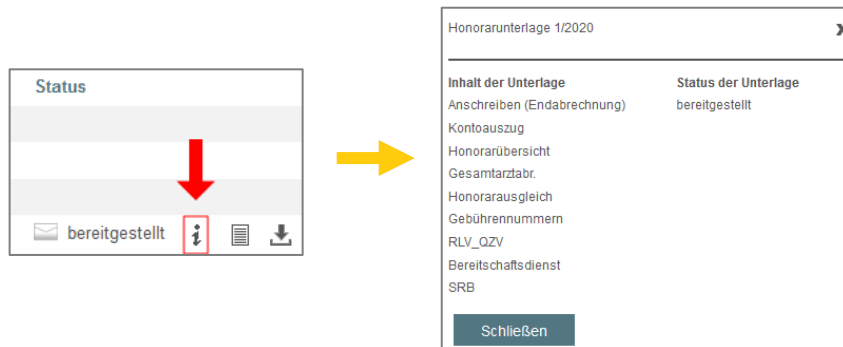 Status
bereitgestellt
Honorarunterlage 1/2020
Inhalt der Unterlage Status der Unterlage
Anschreiben (Endabrechnung) bereitgestellt
Kontoauszug
Honorarübersicht
Gesamtarztabr.
Honorarausgleich
Gebührennummern
RLV_QZV
Bereitschaftsdienst
SRB
Schließen